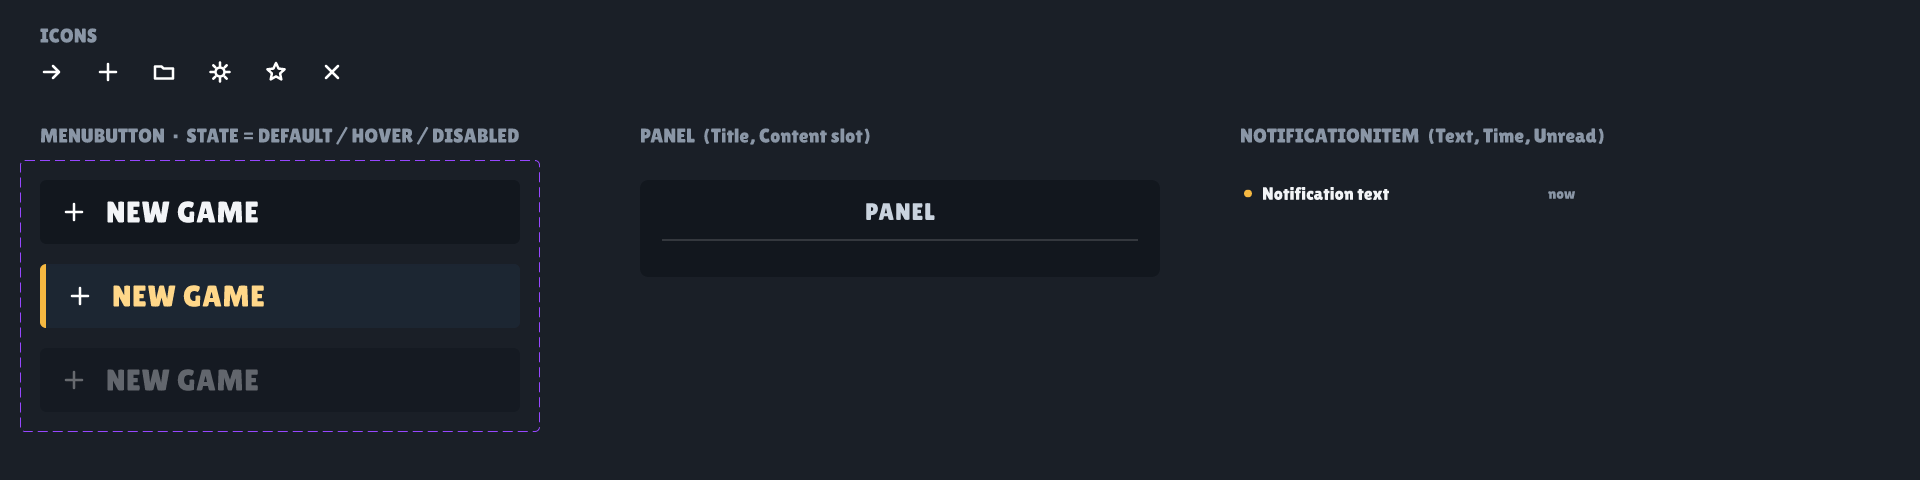 ICONS
MENUBUTTON · STATE = DEFAULT / HOVER / DISABLED
NEW GAME
NEW GAME
NEW GAME
PANEL (Title, Content slot)
PANEL
NOTIFICATIONITEM (Text, Time, Unread)
Notification text
now